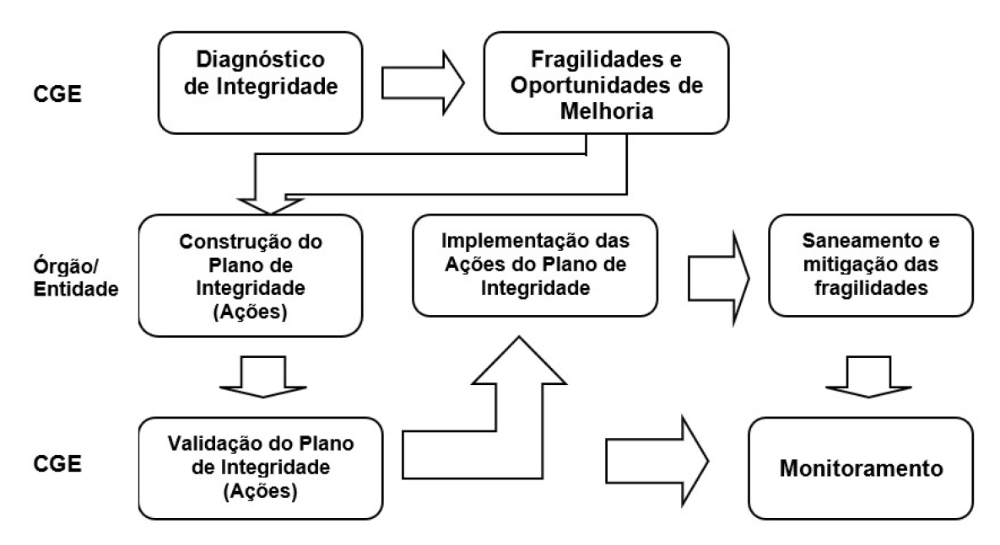 CGE
Diagnóstico
de Integridade
Fragilidades e
Oportunidades de
Melhoria
Órgão/
Entidade
Construção do
Plano de
Integridade
(Ações)
Implementação das
Ações do Plano de
Integridade
Saneamento e
mitigação das
fragilidades
CGE
Validação do Plano
de Integridade
(Ações)
Monitoramento